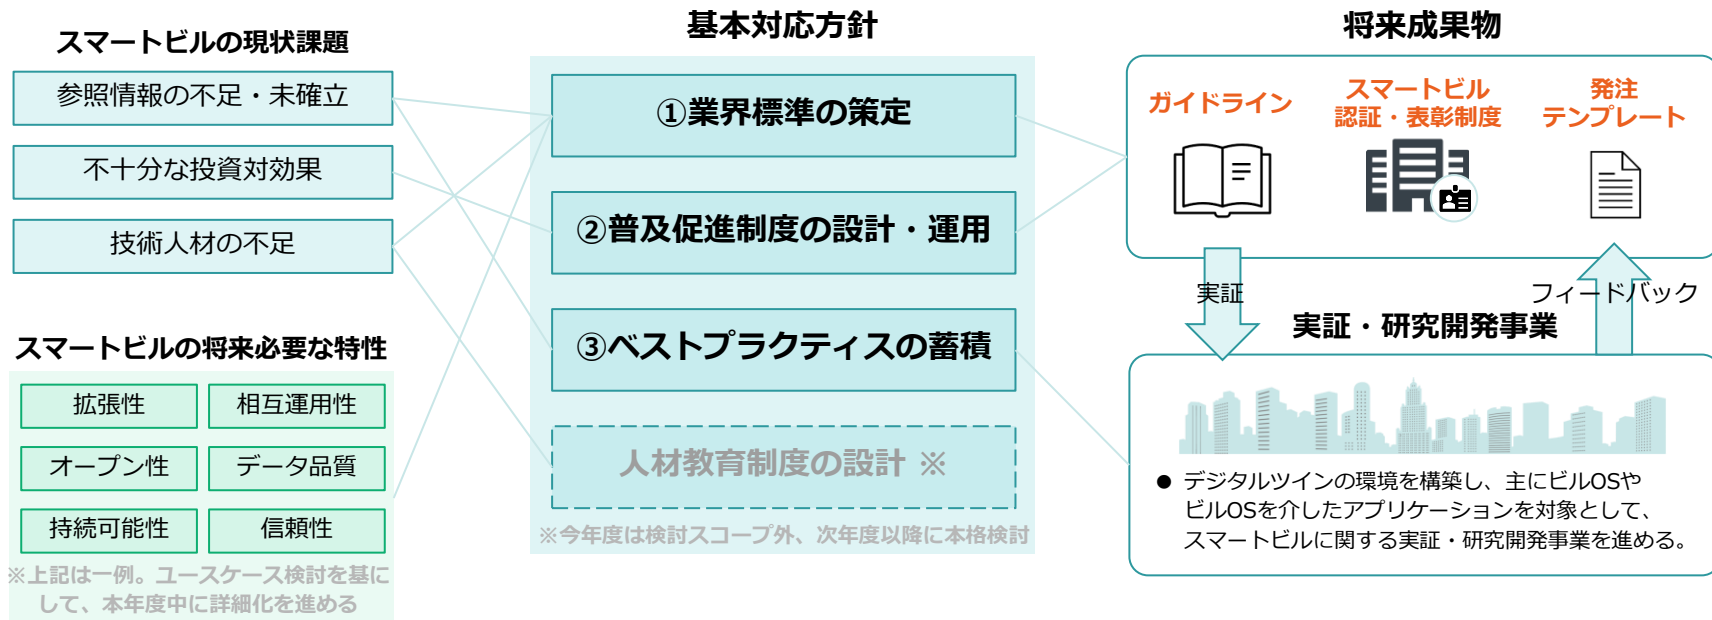 スマートビルの現状課題
参照情報の不足・未確立
不十分な投資対効果
技術人材の不足
スマートビルの将来必要な特性
拡張性
相互運用性
オープン性
データ品質
持続可能性
信頼性
※上記は一例。ユースケース検討を基に
して、本年度中に詳細化を進める
基本対応方針
①業界標準の策定
②普及促進制度の設計・運用
③ベストプラクティスの蓄積
人材教育制度の設計 ※
※今年度は検討スコープ外、次年度以降に本格検討
将来成果物
ガイドライン
スマートビル
認証・表彰制度
発注
テンプレート
実証
フィードバック
実証・研究開発事業
● デジタルツインの環境を構築し、主にビルOSや
ビルOSを介したアプリケーションを対象として、
スマートビルに関する実証・研究開発事業を進める。